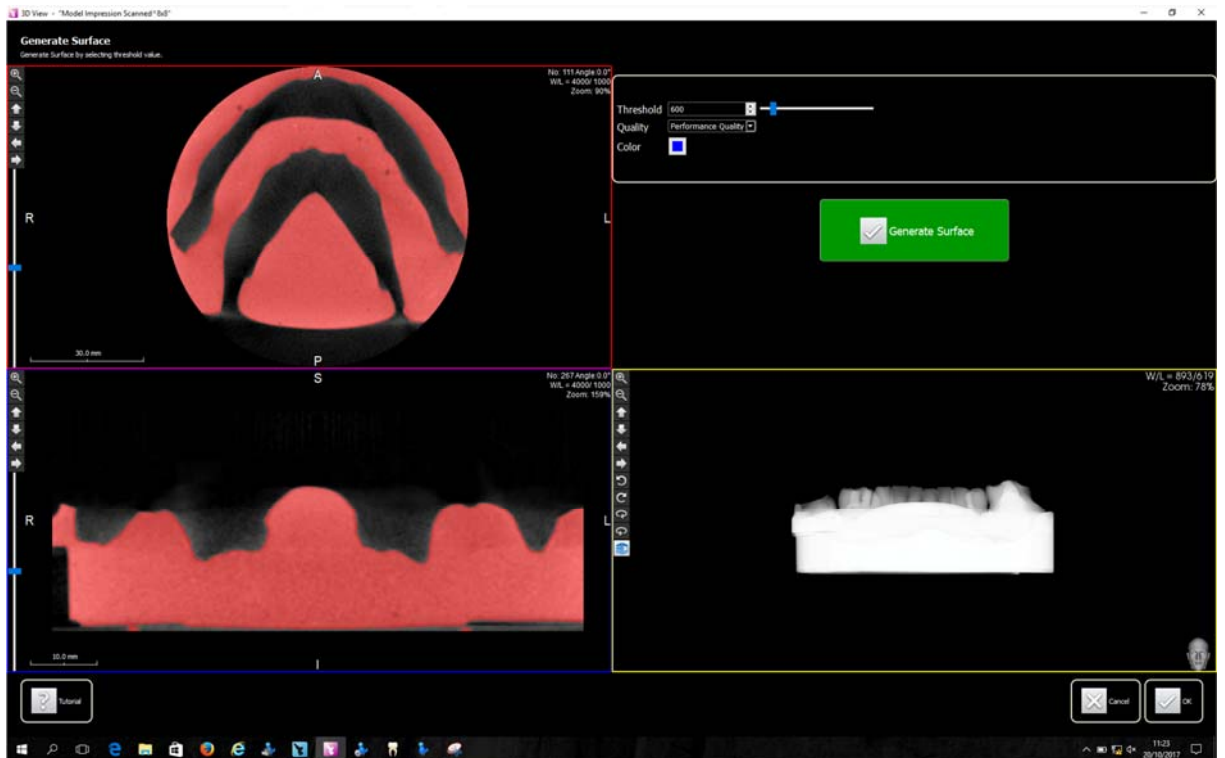 3D View - "Model Impression Scanned" 8x8"
Generate Surface
Generate Surface by selecting threshold value.
A
No: 111 Angle:0.0°
W/L = 4000/ 1000
Zoom: 90%
R
L
30.0 mm
P
Threshold 600
Quality Performance Quality
Color
Generate Surface
S
No: 267 Angle:0.0°
W/L = 4000/ 1000
Zoom: 159%
R
L
10.0 mm
I
W/L = 893/619
Zoom: 78%
Tutorial
Cancel
OK
11:23
20/10/2017